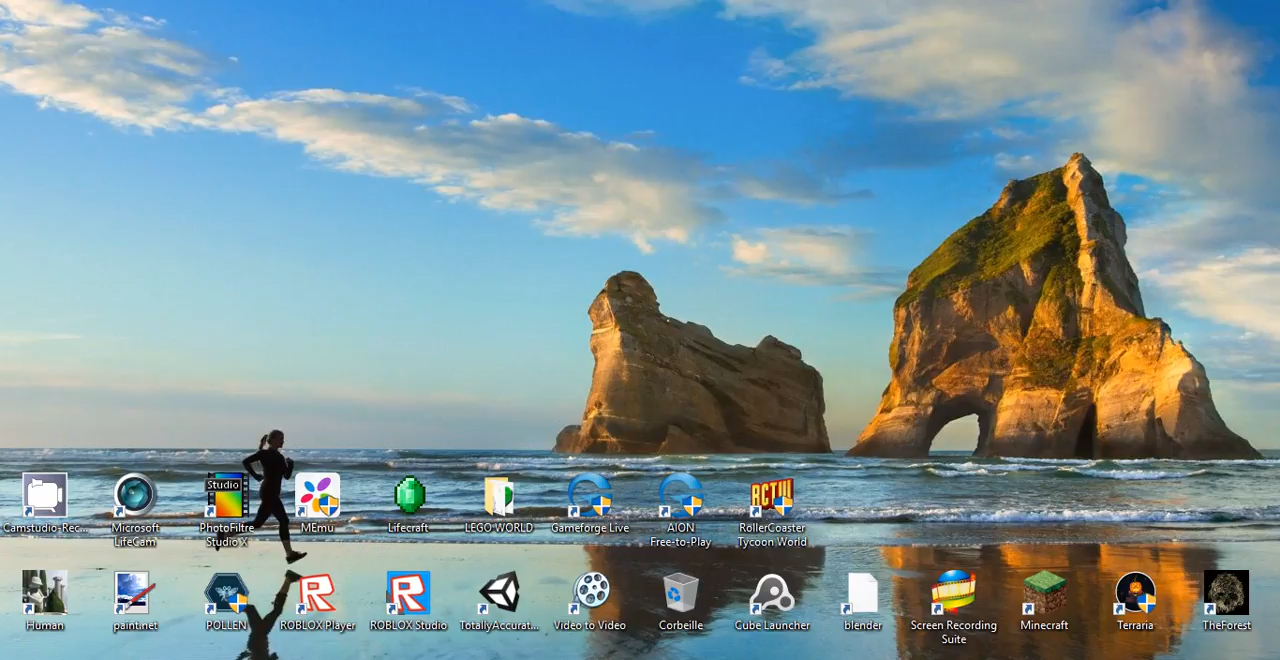 Studio
RCTW
Camstudio-Rec...
Microsoft
LifeCam
PhotoFiltre
Studio X
MEmu
Lifecraft
LEGO WORLD
Gameforge Live
AION
Free-to-Play
RollerCoaster
Tycoon World
Human
paint.net
POLLEN
ROBLOX Player
ROBLOX Studio
TotallyAccurat...
Video to Video
Corbeille
Cube Launcher
blender
Screen Recording
Suite
Minecraft
Terraria
TheForest